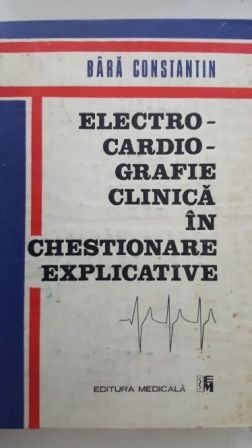 BÂRĂ CONSTANTIN
ELECTRO-
CARDIO-
GRAFIE
CLINICĂ
ÎN
CHESTIONARE
EXPLICATIVE
EDITURA MEDICALĂ